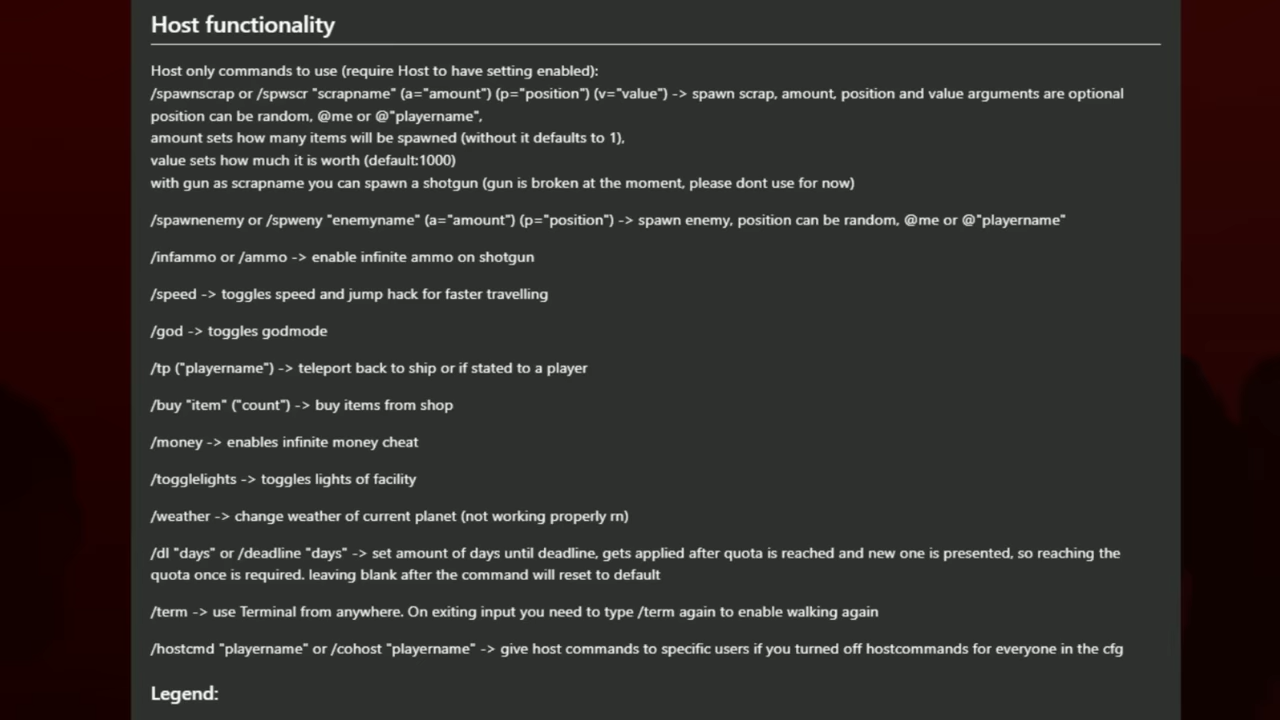 Host functionality
Host only commands to use (require Host to have setting enabled):
/spawnscrap or /spwscr "scrapname" (a="amount") (p="position") (v="value") -> spawn scrap, amount, position and value arguments are optional
position can be random, @me or @"playername",
amount sets how many items will be spawned (without it defaults to 1),
value sets how much it is worth (default:1000)
with gun as scrapname you can spawn a shotgun (gun is broken at the moment, please dont use for now)
/spawnenemy or /spweny "enemyname" (a="amount") (p="position") -> spawn enemy, position can be random, @me or @"playername"
/infammo or /ammo -> enable infinite ammo on shotgun
/speed -> toggles speed and jump hack for faster travelling
/god -> toggles godmode
/tp ("playername") -> teleport back to ship or if stated to a player
/buy "item" ("count") -> buy items from shop
/money -> enables infinite money cheat
/togglelights -> toggles lights of facility
/weather -> change weather of current planet (not working properly rn)
/dl "days" or /deadline "days" -> set amount of days until deadline, gets applied after quota is reached and new one is presented, so reaching the
quota once is required. leaving blank after the command will reset to default
/term -> use Terminal from anywhere. On exiting input you need to type /term again to enable walking again
/hostcmd "playername" or /cohost "playername" -> give host commands to specific users if you turned off hostcommands for everyone in the cfg
Legend: